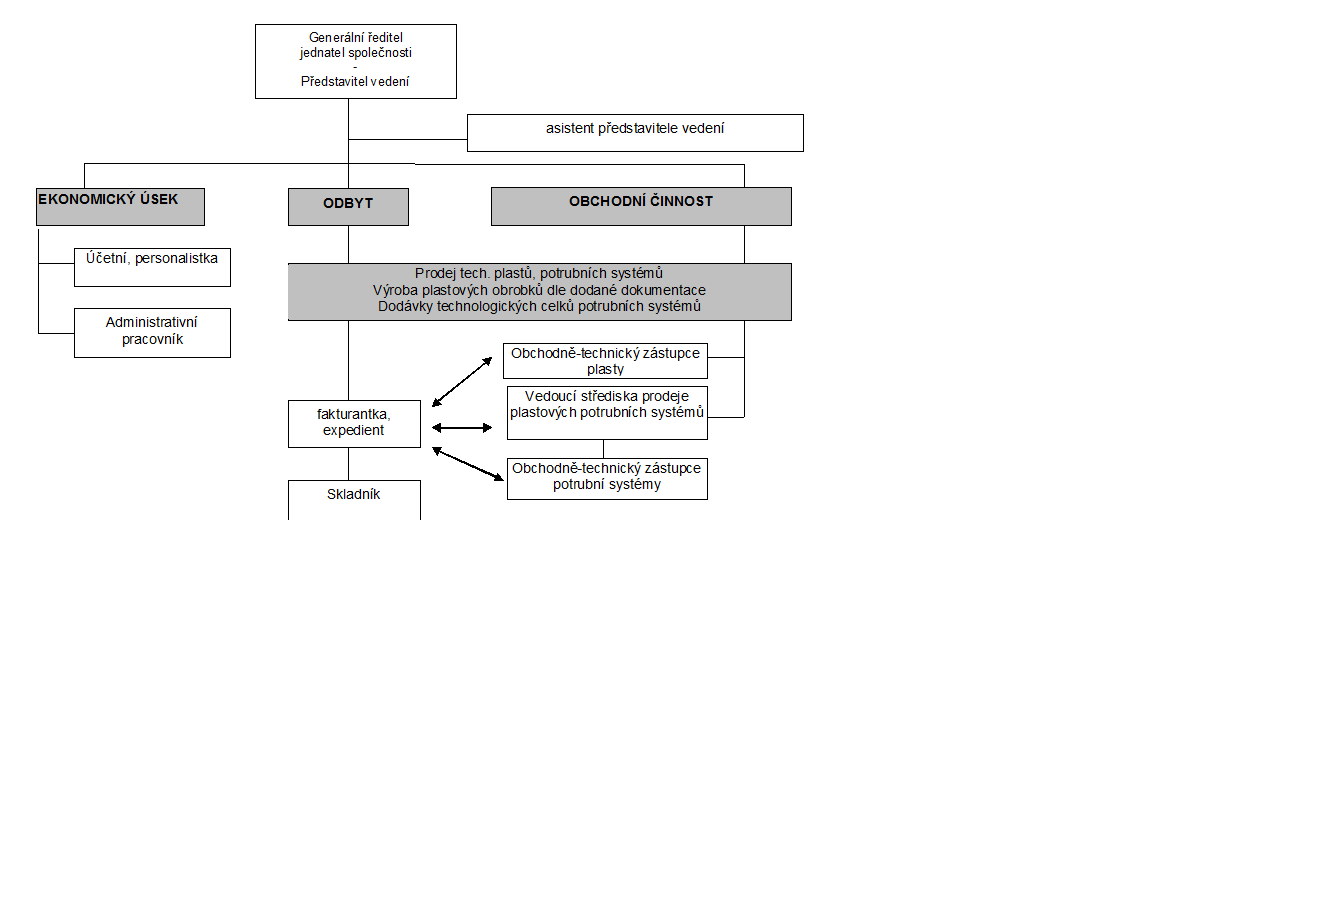 Generální ředitel
jednatel společnosti
-
Představitel vedení
asistent představitele vedení
EKONOMICKÝ ÚSEK
ODBYT
OBCHODNÍ ČINNOST
Účetní, personalistka
Administrativní
pracovník
Prodej tech. plastů, potrubních systémů
Výroba plastových obrobků dle dodané dokumentace
Dodávky technologických celků potrubních systémů
Obchodně-technický zástupce
plasty
Vedoucí střediska prodeje
plastových potrubních systémů
fakturantka,
expedient
Obchodně-technický zástupce
potrubní systémy
Skladník